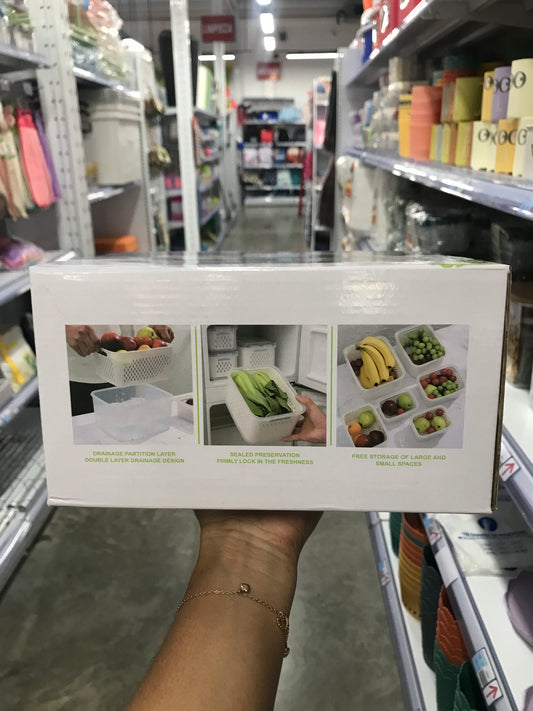 LIMPIEZA
DRAINAGE PARTITION LAYER
DOUBLE LAYER DRAINAGE DESIGN
SEALED PRESERVATION
FIRMLY LOCK IN THE FRESHNESS
FREE STORAGE OF LARGE AND
SMALL SPACES